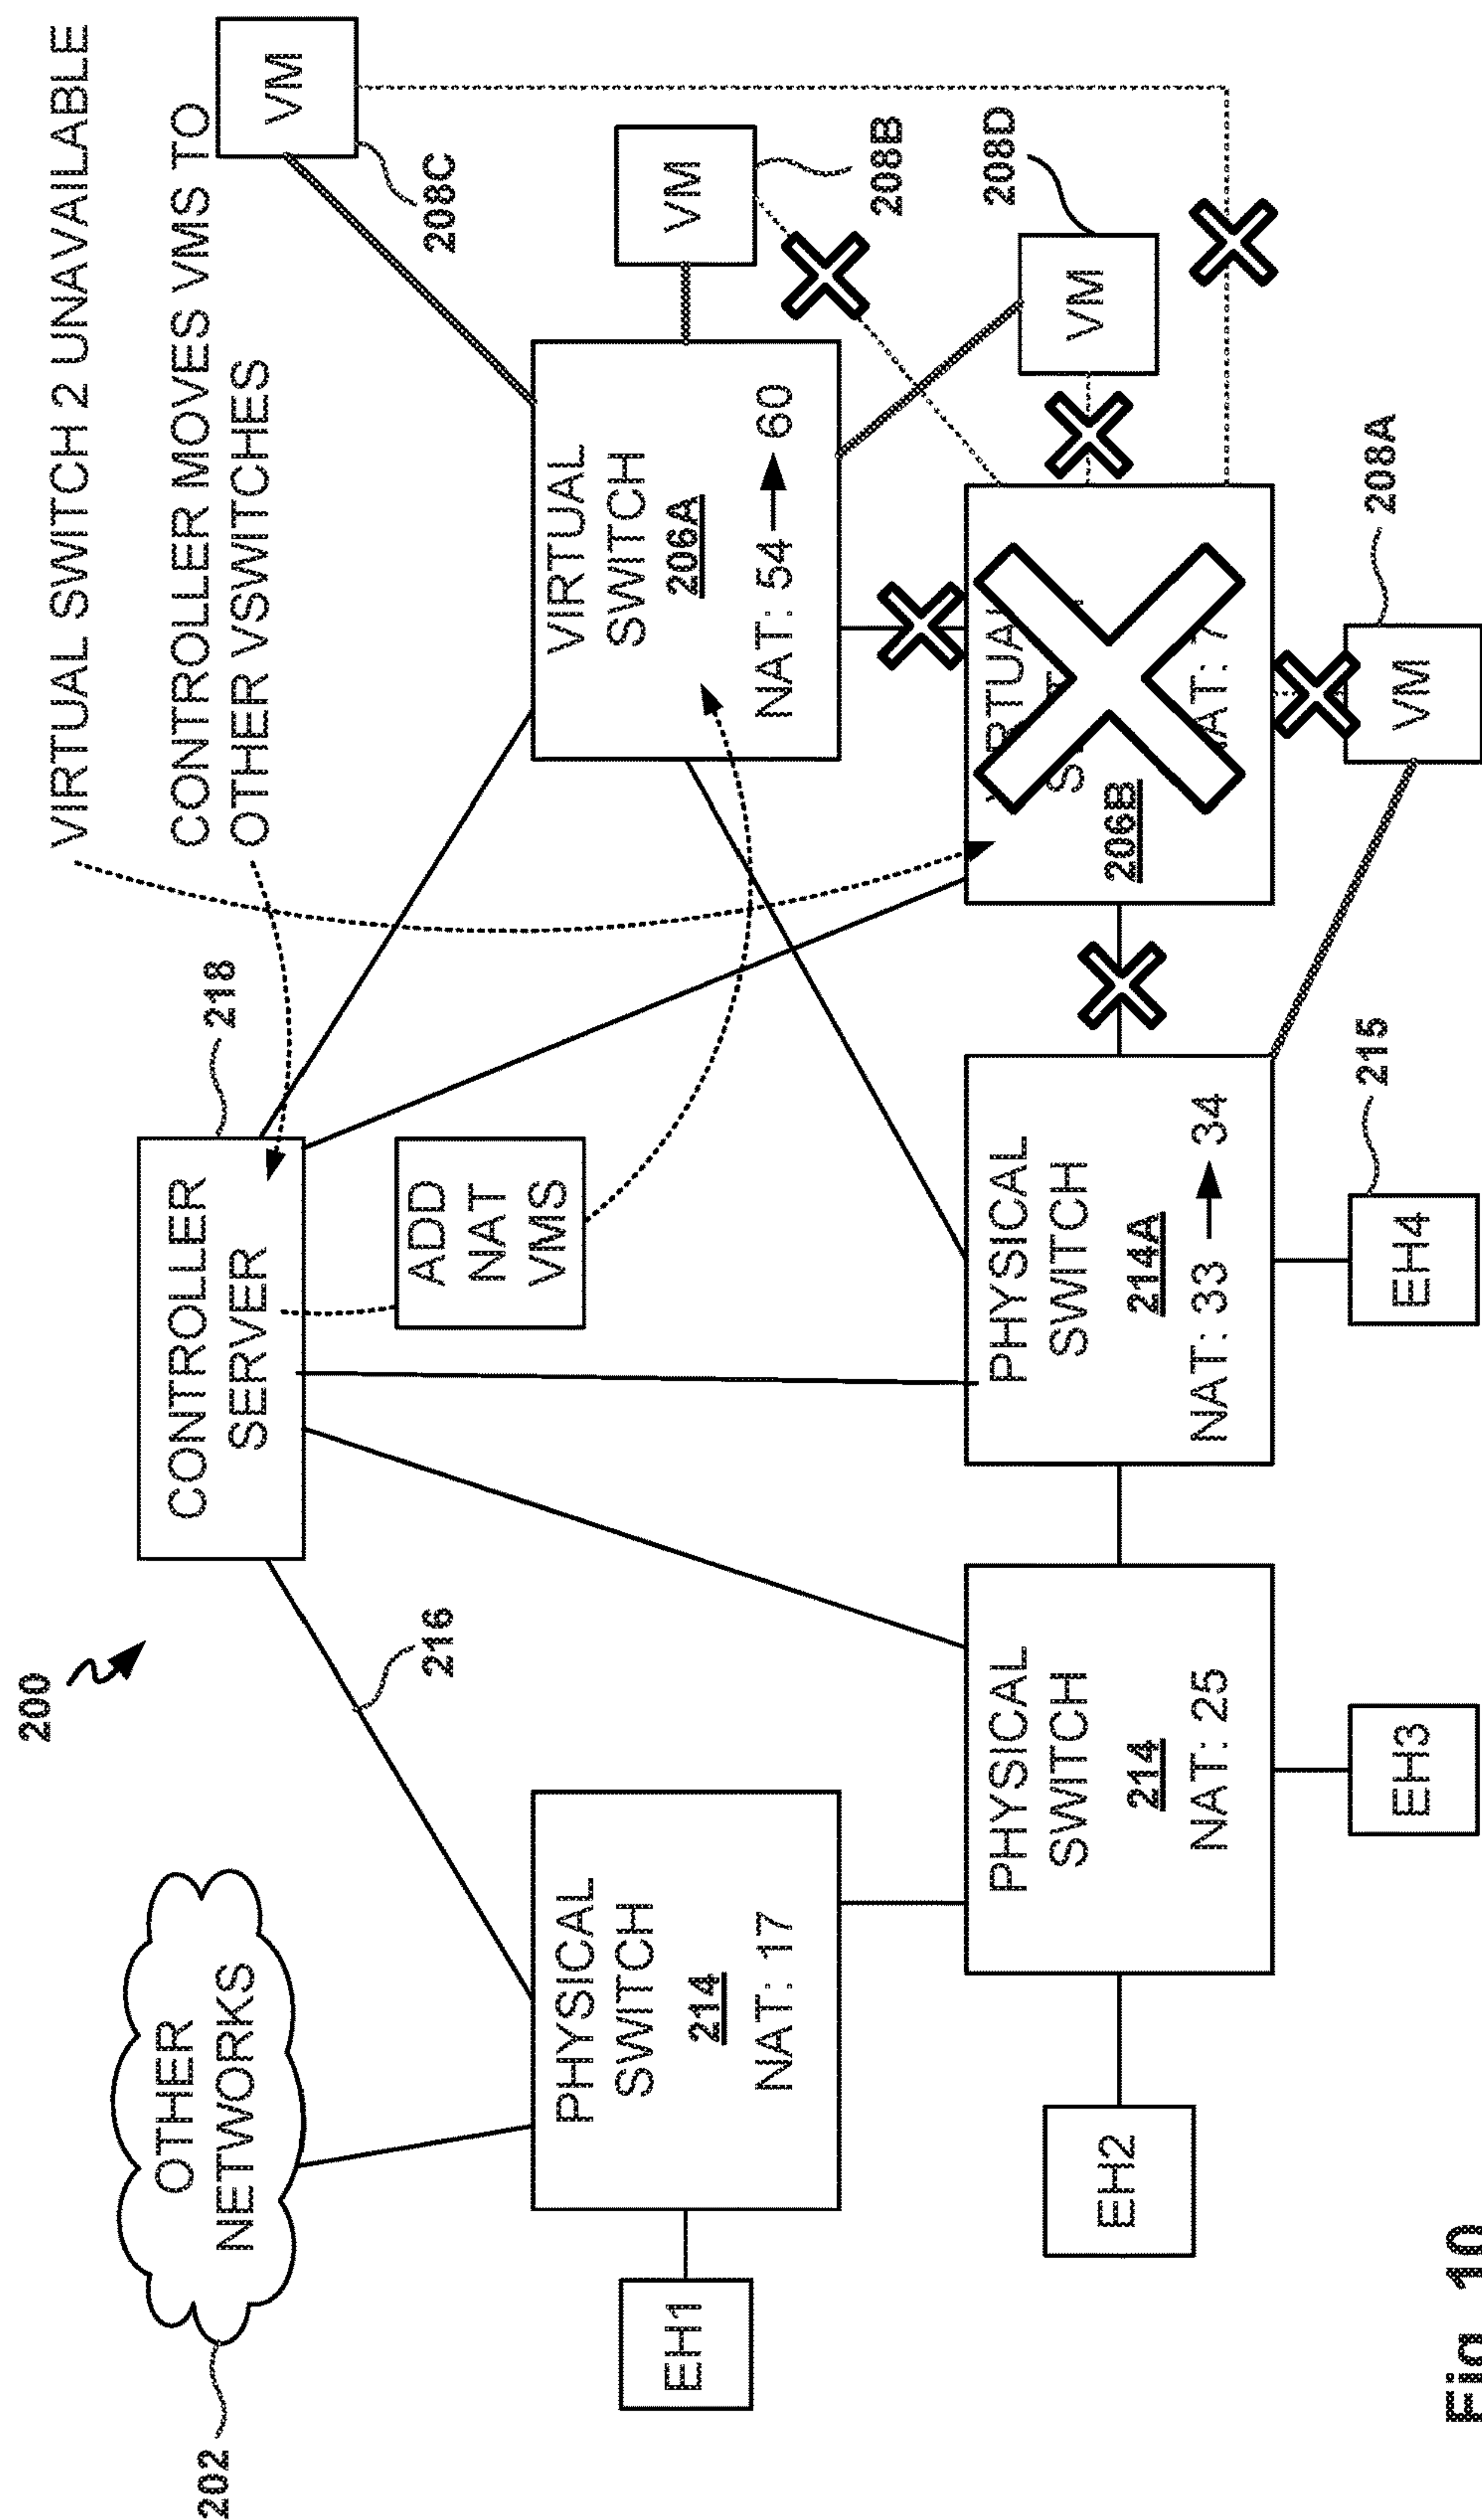 200
VIRTUAL SWITCH 2 UNAVAILABLE
CONTROLLER MOVES VMS TO
OTHER VSWITCHES
202
OTHER
NETWORKS
CONTROLLER
SERVER
218
216
ADD
NAT
VMS
VM
208C
VM
208B
VM
208D
VM
208A
VIRTUAL
SWITCH
206A
NAT: 54 → 60
206B
PHYSICAL
SWITCH
214
NAT: 17
PHYSICAL
SWITCH
214
NAT: 25
PHYSICAL
SWITCH
214A
NAT: 33 → 34
EH1
EH2
EH3
EH4
215
Fig. 10